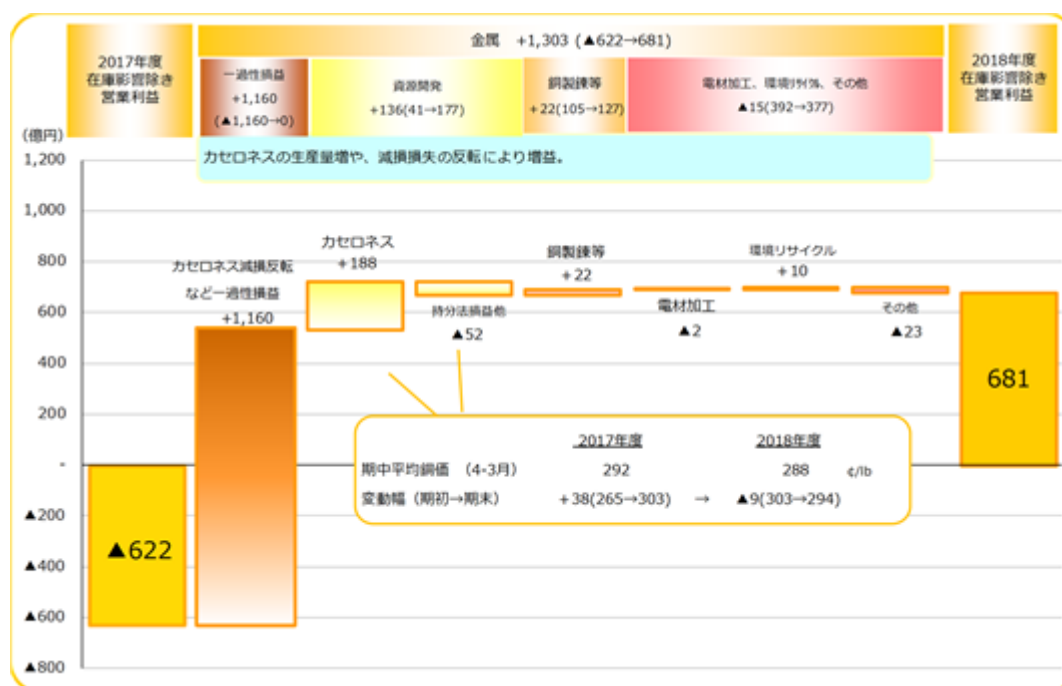 金属 +1,303 (▲622→681)
2017年度
在庫影響除き
営業利益
一過性損益
+1,160
(▲1,160→0)
資源開発
+136(41→177)
銅製錬等
+22(105→127)
電材加工、環境ﾘｻｲｸﾙ、その他
▲15(392→377)
2018年度
在庫影響除き
営業利益
(億円)
カセロネスの生産量増や、減損損失の反転により増益。
1,200
1,000
800
600
400
200
-
▲200
▲400
▲600
▲800
▲622
カセロネス減損反転
など一過性損益
+1,160
カセロネス
+188
持分法損益他
▲52
銅製錬等
+22
電材加工
▲2
環境リサイクル
+10
その他
▲23
681
2017年度 2018年度
期中平均銅価 (4-3月) 292 288 ¢/lb
変動幅（期初→期末） +38(265→303) → ▲9(303→294)